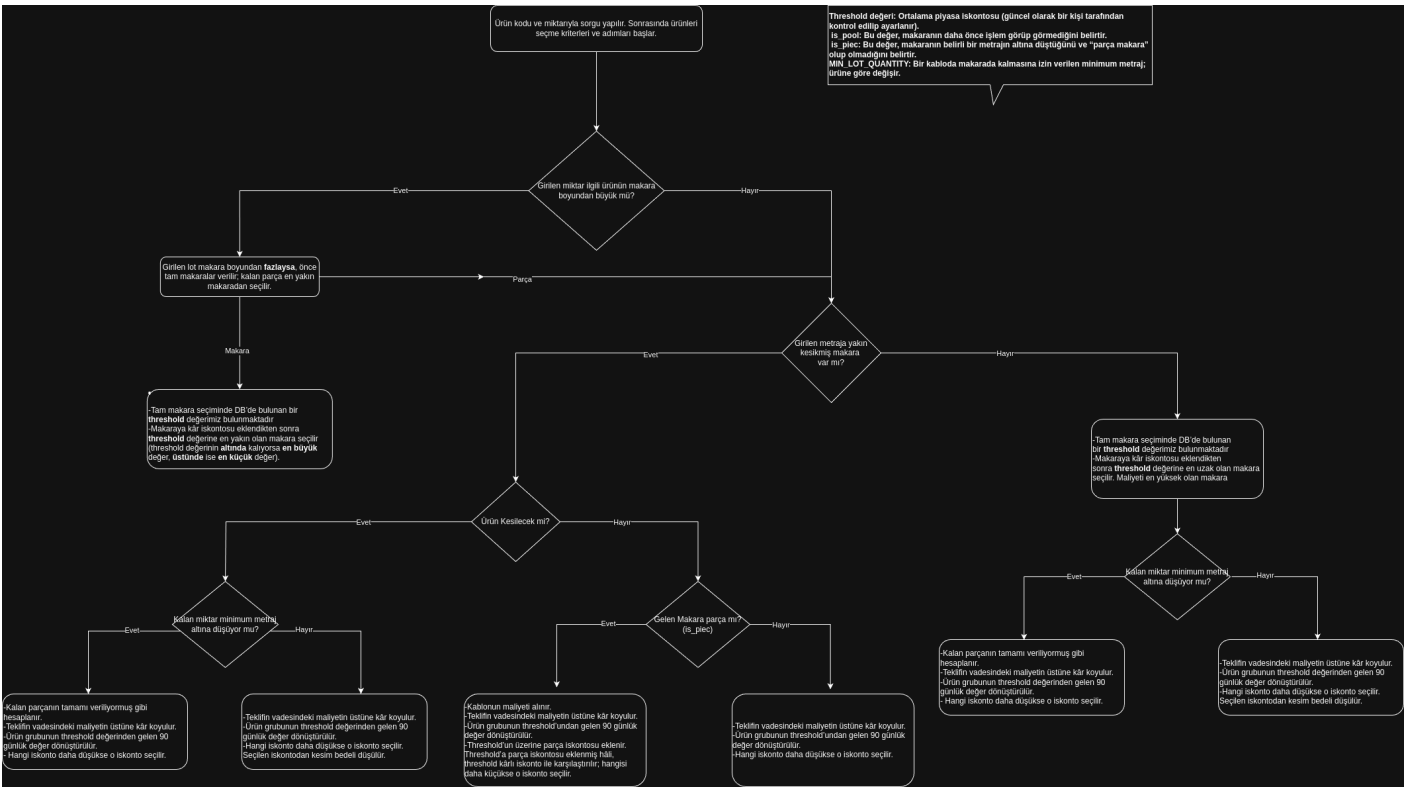 Ürün kodu ve miktarıyla sorgu yapılır. Sonrasında ürünleri
seçme kriterleri ve adımları başlar.
Threshold değeri: Ortalama piyasa iskontosu (güncel olarak bir kişi tarafından
kontrol edilip ayarlanır).
is_pool: Bu değer, makaranın daha önce işlem görüp görmediğini belirtir.
is_piec: Bu değer, makaranın belirli bir metrajın altına düştüğünü ve “parça makara”
olup olmadığını belirtir.
MIN_LOT_QUANTITY: Bir kabloda makarada kalmasına izin verilen minimum metraj;
ürüne göre değişir.
Girilen miktar ilgili ürünün makara
boyundan büyük mü?
Evet
Hayır
Girilen lot makara boyundan fazlaysa, önce
tam makaralar verilir; kalan parça en yakın
makaradan seçilir.
Parça
Makara
-Tam makara seçiminde DB'de bulunan bir
threshold değerimiz bulunmaktadır
-Makaraya kâr iskontosu eklendikten sonra
threshold değerine en yakın olan makara seçilir
(threshold değerinin altında kalıyorsa en büyük
değer, üstünde ise en küçük değer).
Girilen metraja yakın
kesikmiş makara
var mı?
Evet
Hayır
-Tam makara seçiminde DB'de bulunan
bir threshold değerimiz bulunmaktadır
-Makaraya kâr iskontosu eklendikten
sonra threshold değerine en uzak olan makara
seçilir. Maliyeti en yüksek olan makara
Ürün Kesilecek mi?
Evet
Hayır
Kalan miktar minimum metraj
altına düşüyor mu?
Evet
Hayır
Kalan miktar minimum metraj
altına düşüyor mu?
Evet
Hayır
Gelen Makara parça mı?
(is_piec)
Evet
Hayır
-Kalan parçanın tamamı veriliyormuş gibi
hesaplanır.
-Teklifin vadesindeki maliyetin üstüne kâr koyulur.
-Ürün grubunun threshold değerinden gelen 90
günlük değer dönüştürülür.
- Hangi iskonto daha düşükse o iskonto seçilir.
-Teklifin vadesindeki maliyetin üstüne kâr koyulur.
-Ürün grubunun threshold değerinden gelen 90
günlük değer dönüştürülür.
-Hangi iskonto daha düşükse o iskonto seçilir.
Seçilen iskontodan kesim bedeli düşülür.
-Kalan parçanın tamamı veriliyormuş gibi
hesaplanır.
-Teklifin vadesindeki maliyetin üstüne kâr koyulur.
-Ürün grubunun threshold değerinden gelen 90
günlük değer dönüştürülür.
- Hangi iskonto daha düşükse o iskonto seçilir.
-Teklifin vadesindeki maliyetin üstüne kâr koyulur.
-Ürün grubunun threshold değerinden gelen 90
günlük değer dönüştürülür.
-Hangi iskonto daha düşükse o iskonto seçilir.
Seçilen iskontodan kesim bedeli düşülür.
-Kablonun maliyeti alınır.
-Teklifin vadesindeki maliyetin üstüne kâr koyulur.
-Ürün grubunun threshold'undan gelen 90 günlük
değer dönüştürülür.
-Threshold'un üzerine parça iskontosu eklenir.
Threshold'a parça iskontosu eklenmiş hâli,
threshold kârlı iskonto ile karşılaştırılır; hangisi
daha küçükse o iskonto seçilir.
-Teklifin vadesindeki maliyetin üstüne kâr koyulur.
-Ürün grubunun threshold'undan gelen 90 günlük
değer dönüştürülür.
-Hangi iskonto daha düşükse o iskonto seçilir.